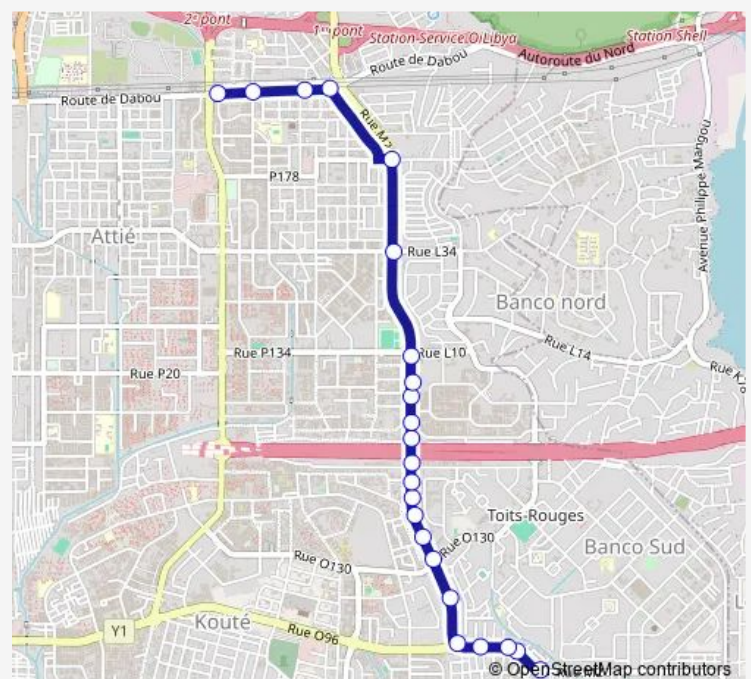 2ᵉ pont
1ᵉʳ pont
Station-Service OiLibya
Station Shell
Autoroute du Nord
Route de Dabou
Route de Dabou
Rue M
P178
Avenue Philippe Mangou
Attié
Rue L34
Banco nord
Rue P134
Rue L10
Rue L14
Rue P20
Rue K
Toits-Rouges
Rue O130
Banco Sud
Rue O130
Kouté
Y1
Rue O96
L
© OpenStreetMap contributors